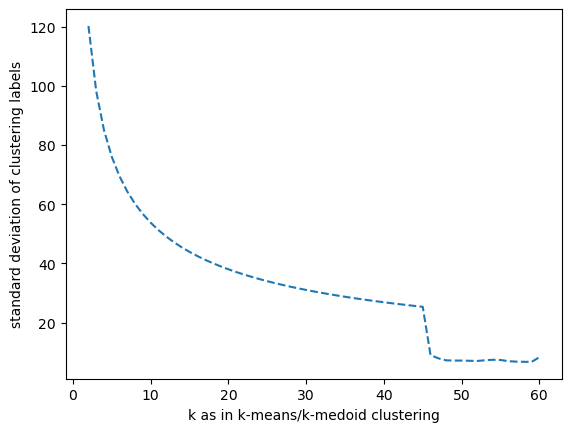 120
100
80
60
40
20
standard deviation of clustering labels
0 10 20 30 40 50 60
k as in k-means/k-medoid clustering